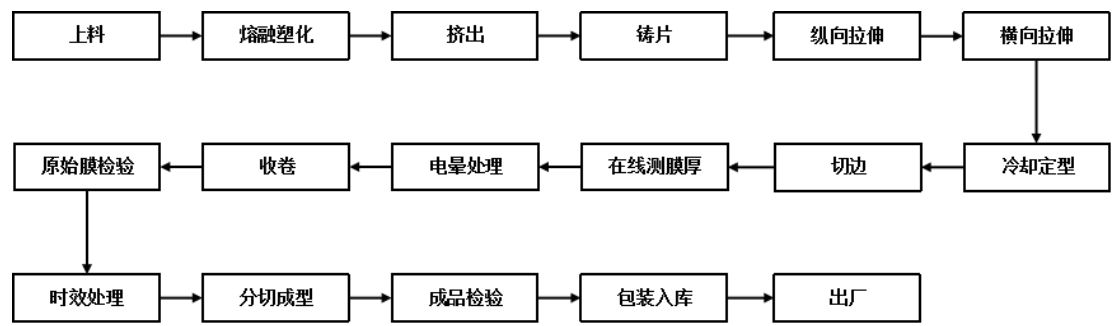 上料
熔融塑化
挤出
铸片
纵向拉伸
横向拉伸
冷却定型
切边
在线测膜厚
电晕处理
收卷
原始膜检验
时效处理
分切成型
成品检验
包装入库
出厂